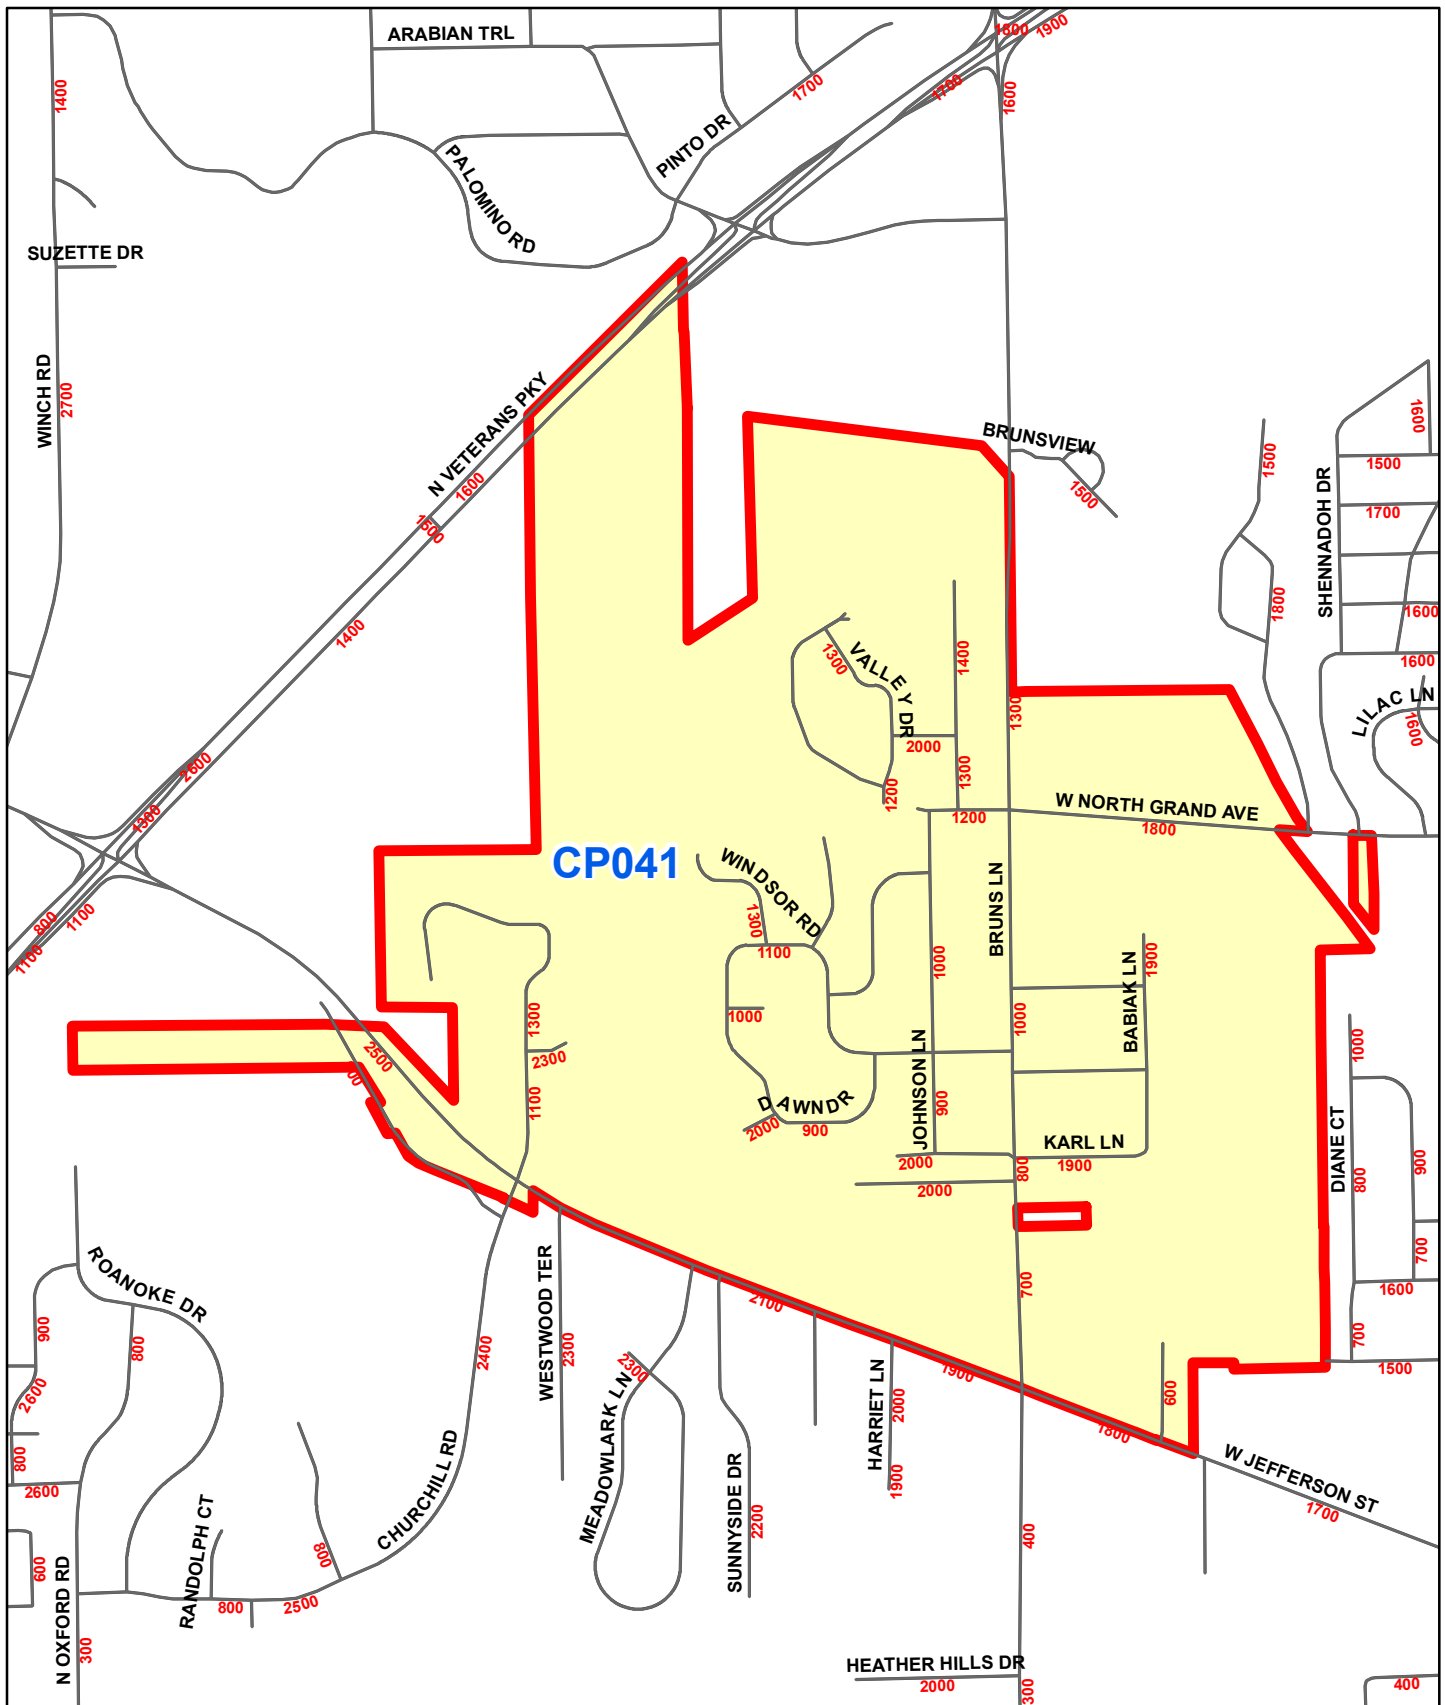 ARABIAN TRL
1800
1900
1400
1700
1700
1600
PINTO DR
PALOMINO RD
SUZETTE DR
WINCH RD
2700
N VETERANS PKY
1600
1500
1400
BRUNSVIEW
1500
1500
1600
1500
1700
SHENNADOH DR
1800
1600
1600
LILAC LN
1600
1300
VALLEY DR
1400
1300
2000
1300
1200
1200
W NORTH GRAND AVE
1800
2600
1300
CP041
WINDSOR RD
1300
1100
800
1100
1100
1000
BRUNS LN
BABIAK LN
1900
1000
1300
2300
1100
2500
1000
JOHNSON LN
900
DAWN DR
2000
900
KARL LN
1900
2000
800
2000
1000
DIANE CT
800
900
700
1600
700
1500
ROANOKE DR
900
800
2600
800
2600
2400
WESTWOOD TER
2300
2100
700
2300
MEADOWLARK LN
HARRIET LN
2000
1900
1900
600
1800
W JEFFERSON ST
1700
CHURCHILL RD
SUNNYSIDE DR
2200
400
RANDOLPH CT
800
800
2500
600
N OXFORD RD
300
HEATHER HILLS DR
2000
300
400